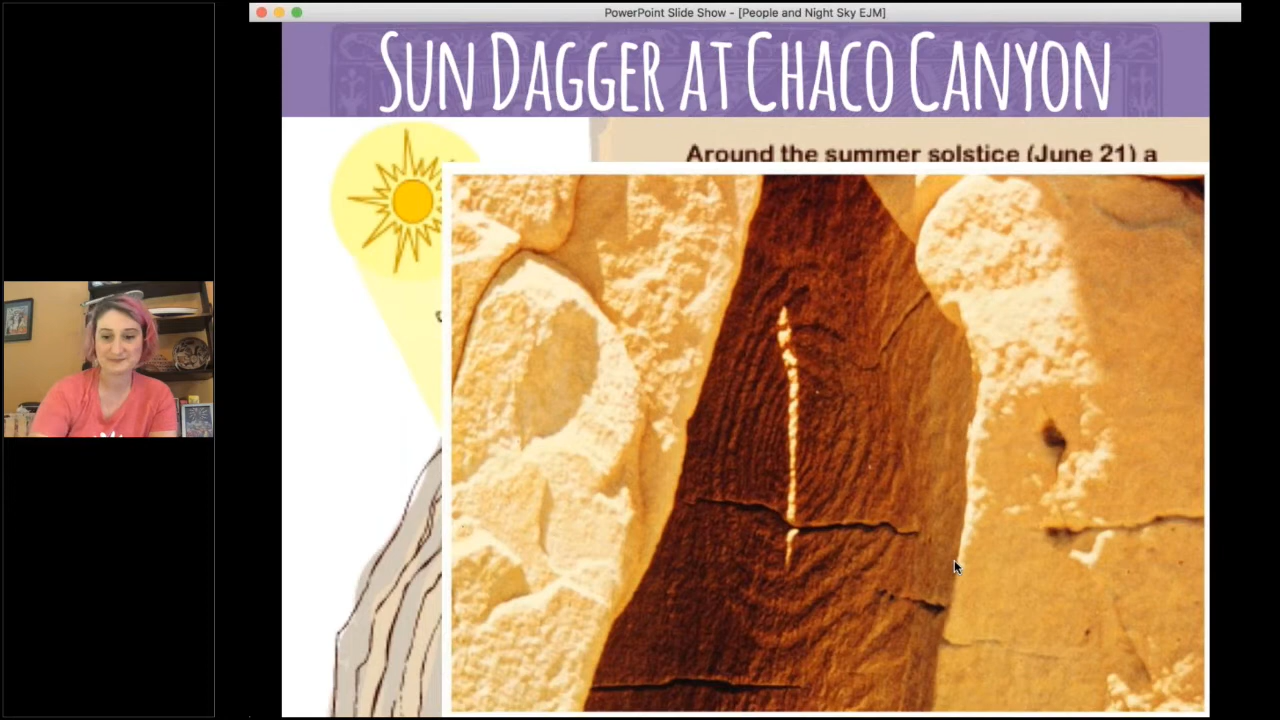 PowerPoint Slide Show - [People and Night Sky EJM]
SUN DAGGER AT CHACO CANYON
Around the summer solstice (June 21) a